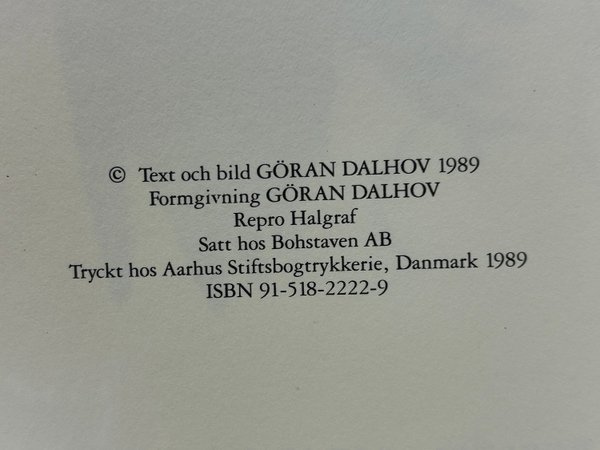 © Text och bild GÖRAN DALHOV 1989
Formgivning GÖRAN DALHOV
Repro Halgraf
Satt hos Bohstaven AB
Tryckt hos Aarhus Stiftsbogtrykkerie, Danmark 1989
ISBN 91-518-2222-9